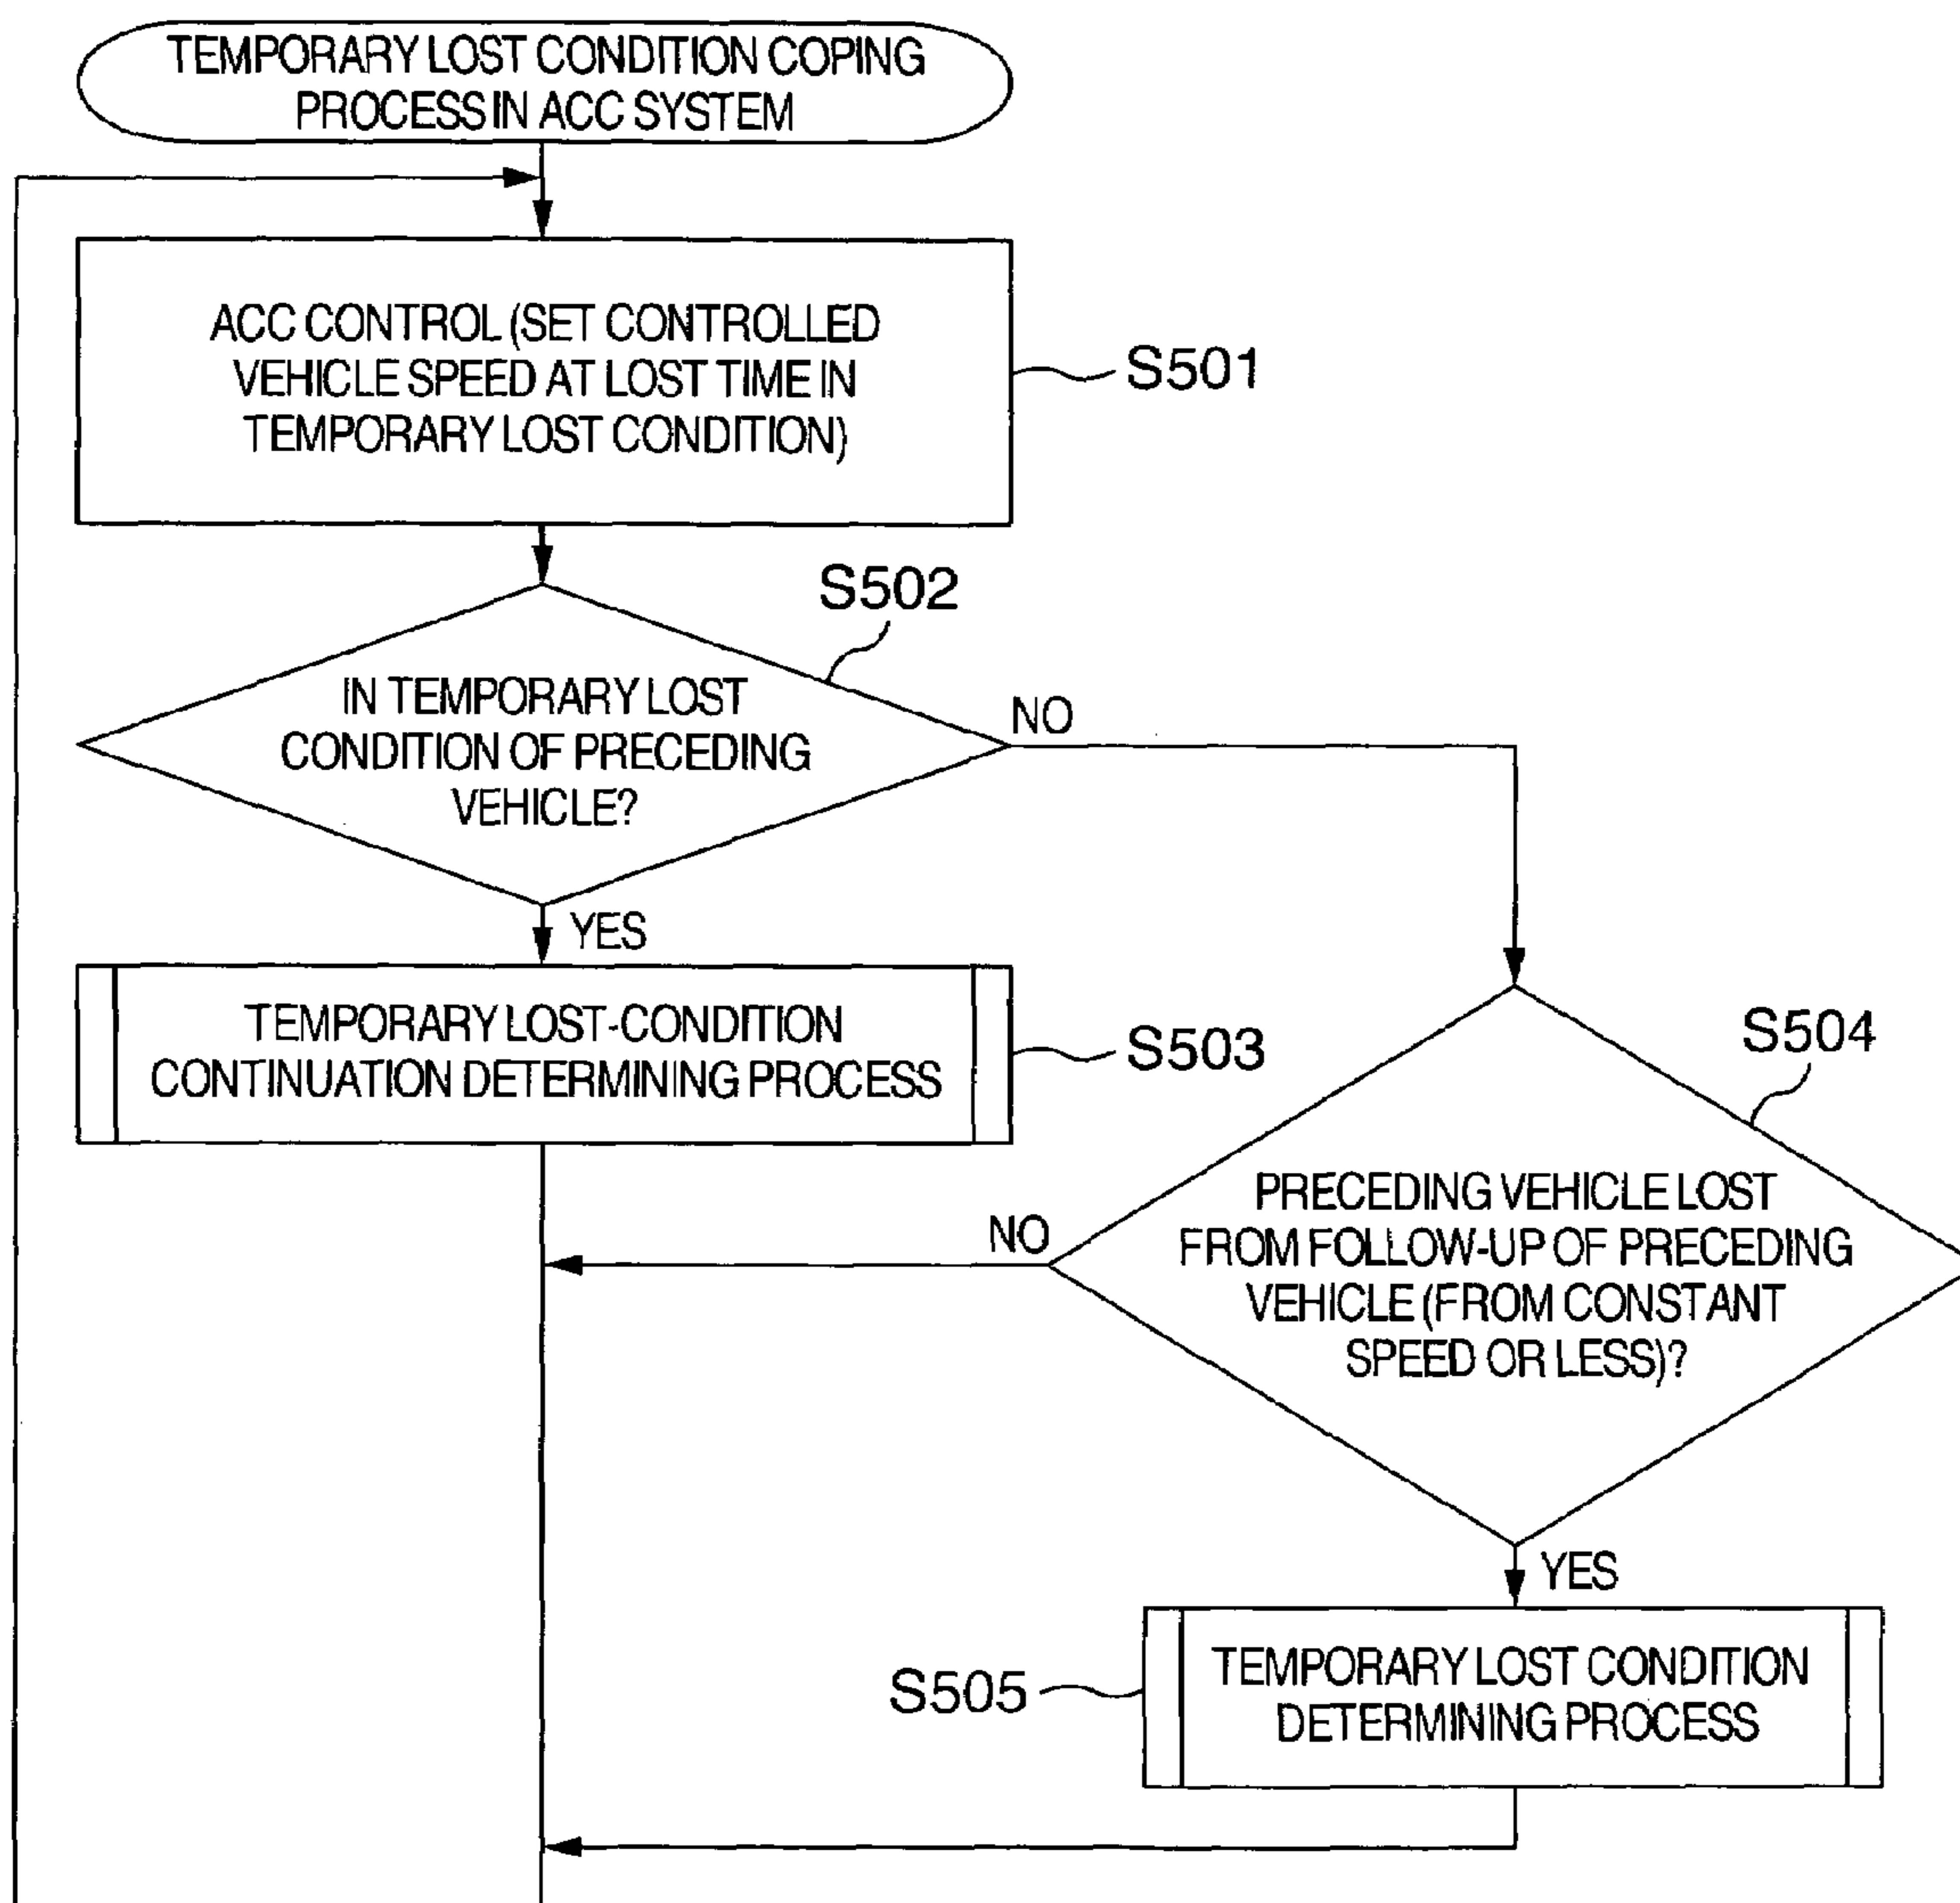 TEMPORARY LOST CONDITION COPING
PROCESS IN ACC SYSTEM
ACC CONTROL (SET CONTROLLED
VEHICLE SPEED AT LOST TIME IN
TEMPORARY LOST CONDITION)
S501
S502
IN TEMPORARY LOST
CONDITION OF PRECEDING
VEHICLE?
NO
YES
TEMPORARY LOST-CONDITION
CONTINUATION DETERMINING PROCESS
S503
S504
PRECEDING VEHICLE LOST
FROM FOLLOW-UP OF PRECEDING
VEHICLE (FROM CONSTANT
SPEED OR LESS)?
NO
YES
S505
TEMPORARY LOST CONDITION
DETERMINING PROCESS